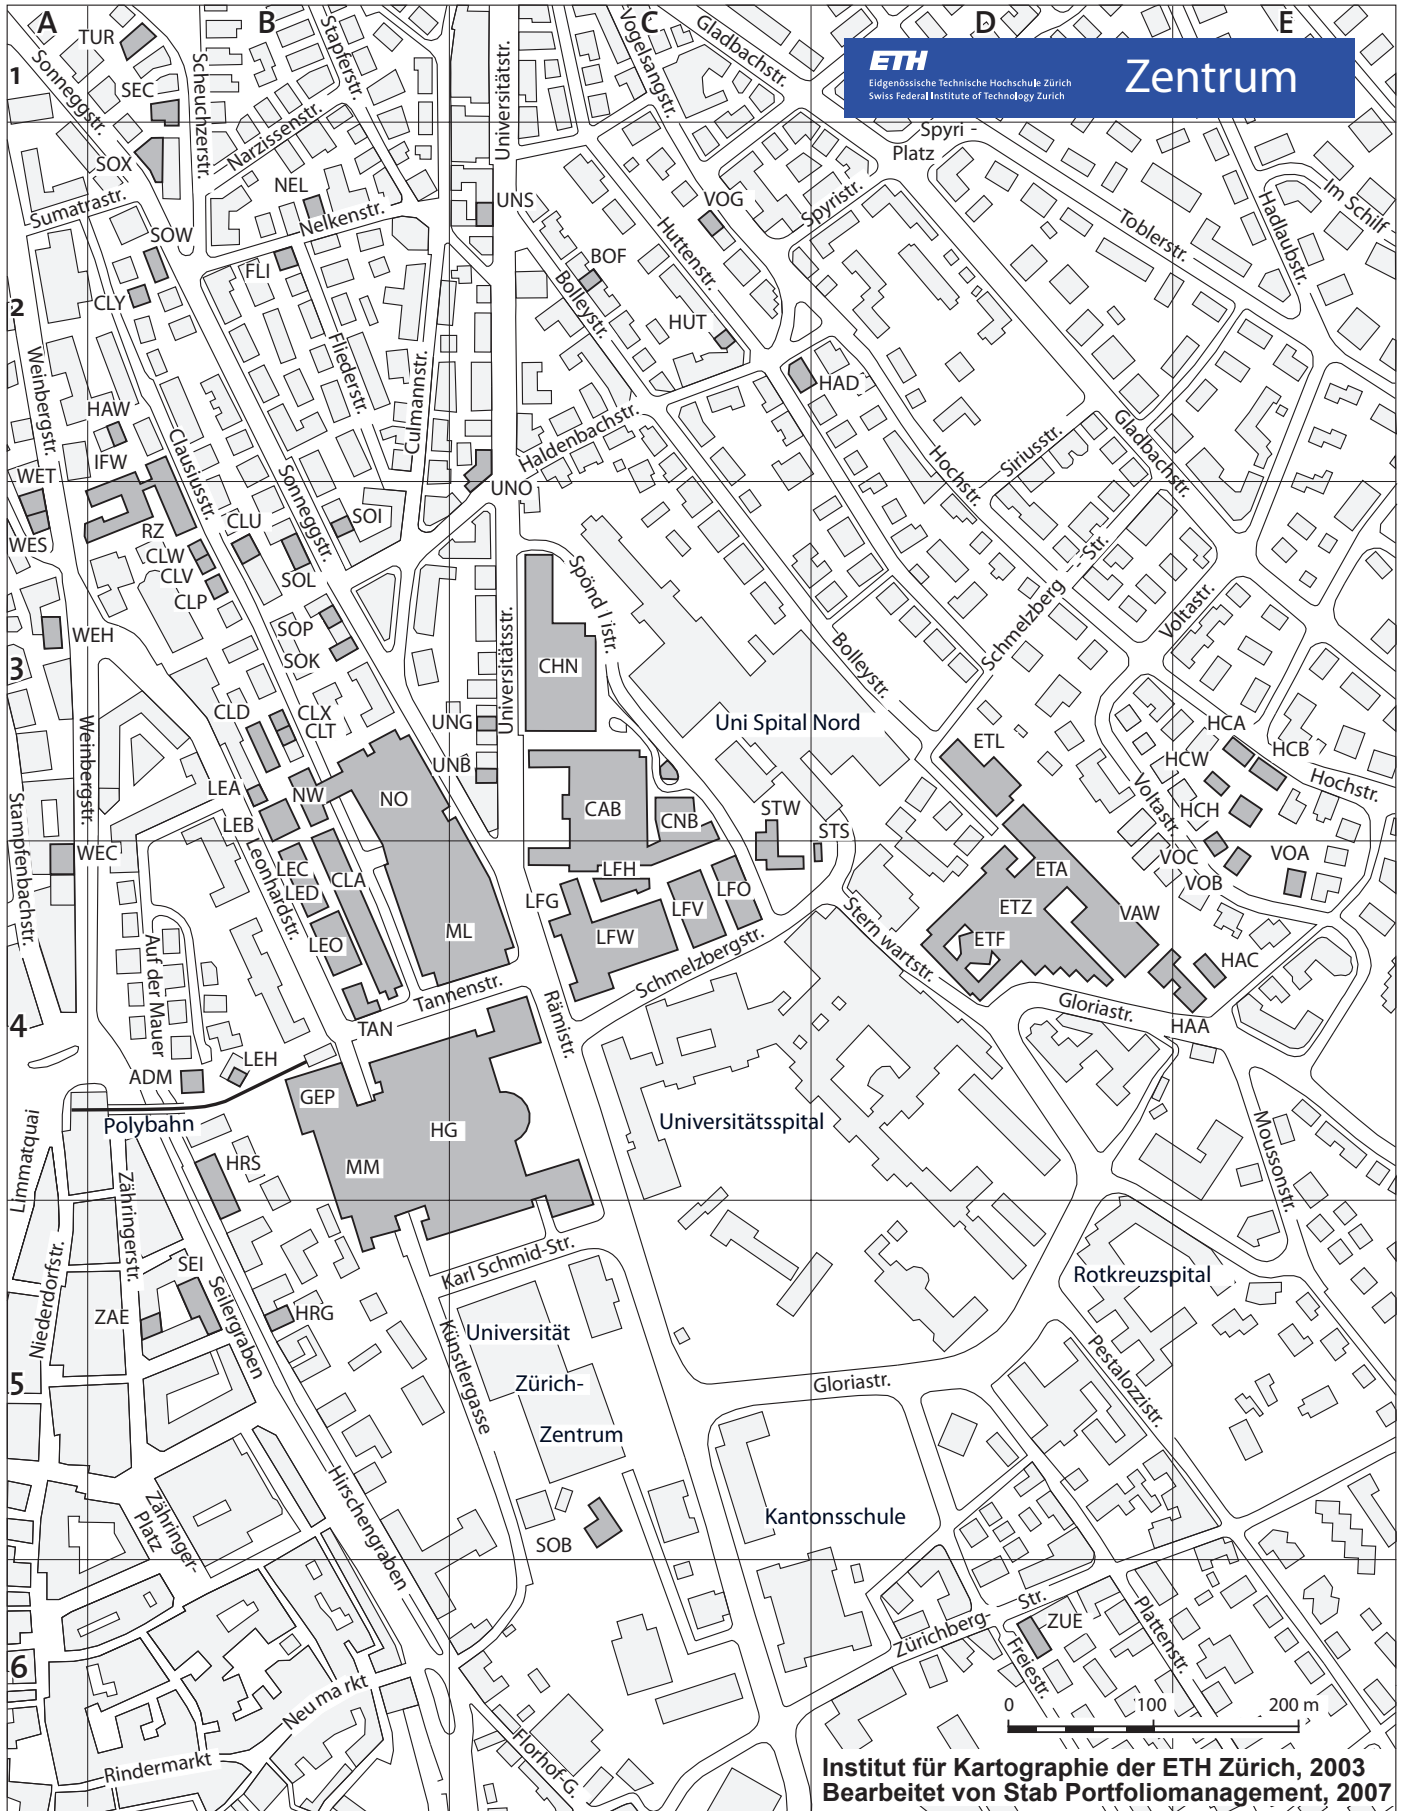 A
B
C
D
E
1
2
3
4
5
6
ETH
Eidgenössische Technische Hochschule Zürich
Swiss Federal Institute of Technology Zurich
Zentrum
TUR
SEC
SOX
Sonneggstr.
Scheuchzerstr.
Stapferstr.
Narzissenstr.
Universitätstr.
Vogelsangstr.
Gladbachstr.
Spyri -
Platz
Sumatrastr.
NEL
Nelkenstr.
UNS
VOG
Spyristr.
Huttenstr.
Toblerstr.
Hadlaubstr.
Im Schilf -
SOW
FLI
BOF
CLY
Bolleystr.
HUT
HAD
Weinbergstr.
Fliederstr.
Culmannstr.
Haldenbachstr.
HAW
IFW
Clausiusstr.
WET
WES
RZ
CLU
Sonneggstr.
SOI
UNO
Hochstr.
Siriusstr.
Gladbachstr.
CLW
CLV
CLP
SOL
Spönd l istr.
Schmelzberg
Str.
Voltastr.
WEH
SOP
SOK
CHN
Universitätsstr.
Bolleystr.
CLD
CLX
CLT
UNG
UNB
Uni Spital Nord
ETL
HCA
HCB
HCW
HCH
Hochstr.
Voltastr.
Weinbergstr.
Stampfenbachstr.
LEA
NW
NO
LEB
CAB
CNB
STW
STS
WEC
LEC
LED
CLA
LFH
LFG
LFV
LFO
ETA
VOC
VOB
VOA
Leonhardstr.
LEO
ML
LFW
ETZ
VAW
ETF
HAC
Auf der Mauer
Tannenstr.
Schmelzbergstr.
Stern wartstr.
Gloriastr.
HAA
TAN
Rämistr.
ADM
LEH
GEP
Polybahn
HG
MM
Universitätsspital
Moussonstr.
Limmatquai
HRS
Zähringerstr.
Niederdorfstr.
SEI
Seilergraben
ZAE
HRG
Karl Schmid-Str.
Künstlergasse
Universität
Zürich-
Zentrum
Rotkreuzspital
Gloriastr.
Pestalozzistr.
Zähringer-
Platz
Hirschengraben
SOB
Kantonsschule
Zürichberg-
Str.
ZUE
Freiestr.
Plattenstr.
Neu ma rkt
Rindermarkt
Florhof-G.
0
100
200 m
Institut für Kartographie der ETH Zürich, 2003
Bearbeitet von Stab Portfoliomanagement, 2007